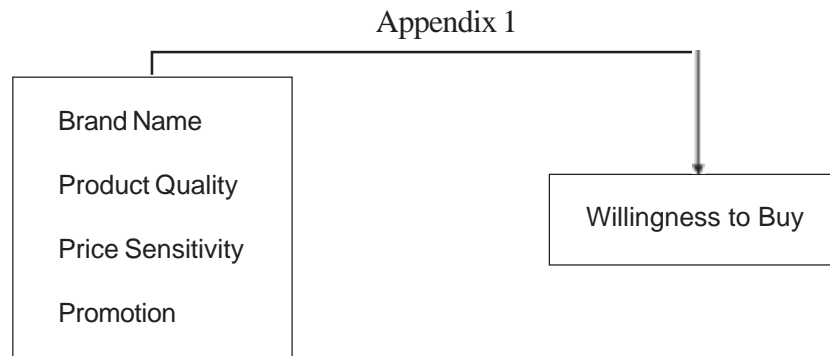 Appendix 1
Brand Name
Product Quality
Price Sensitivity
Promotion
Willingness to Buy